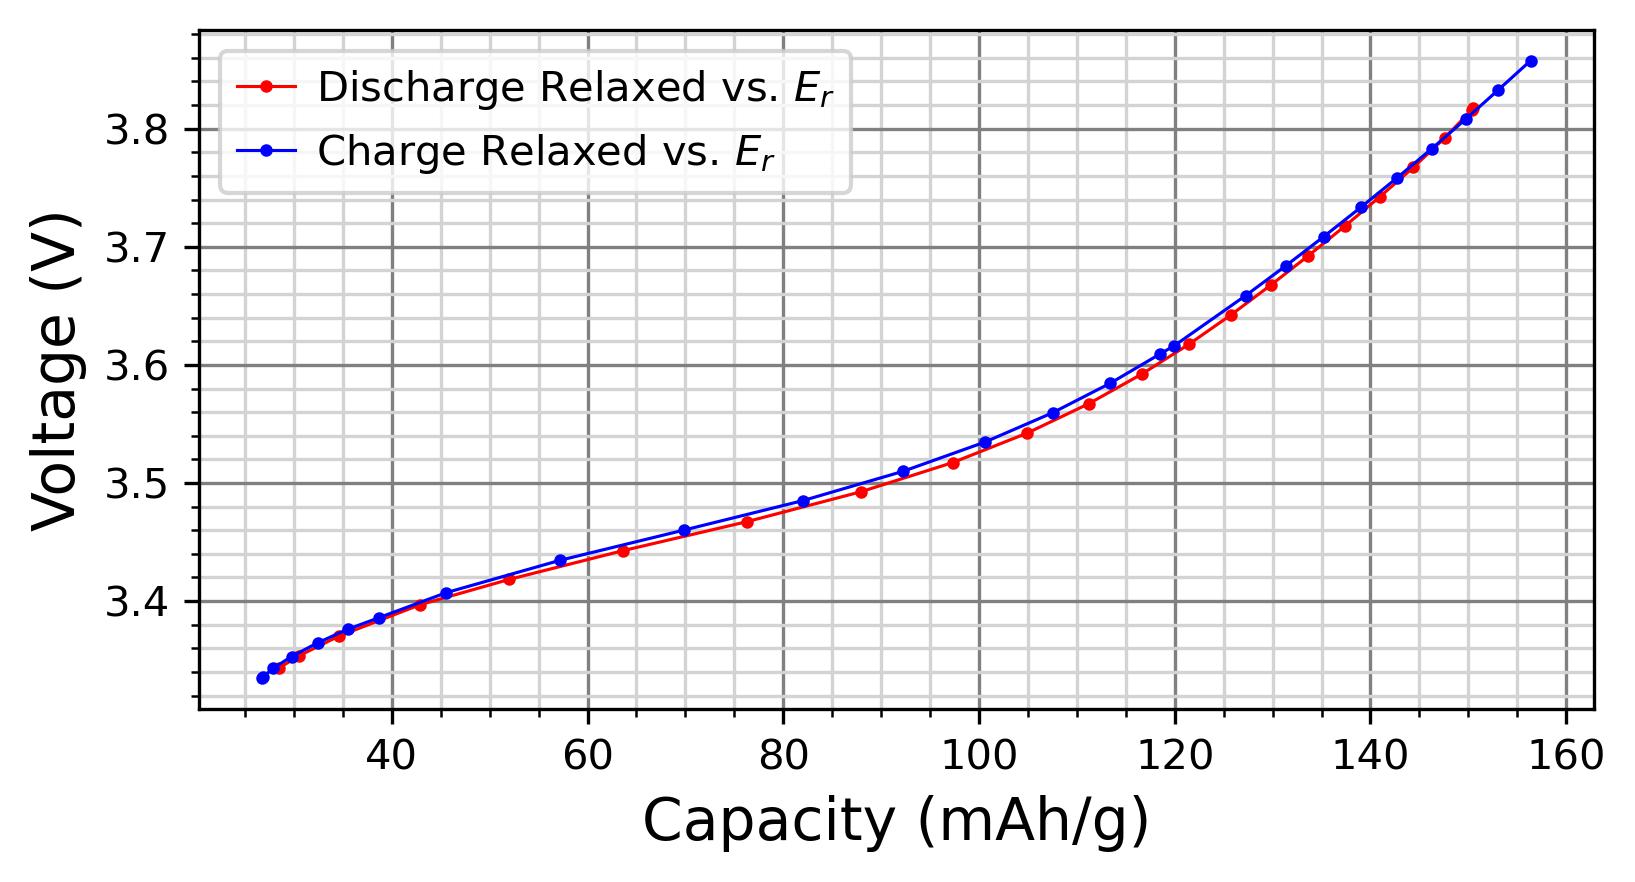 Discharge Relaxed vs. E_r
Charge Relaxed vs. E_r
Voltage (V)
3.8
3.7
3.6
3.5
3.4
40 60 80 100 120 140 160
Capacity (mAh/g)